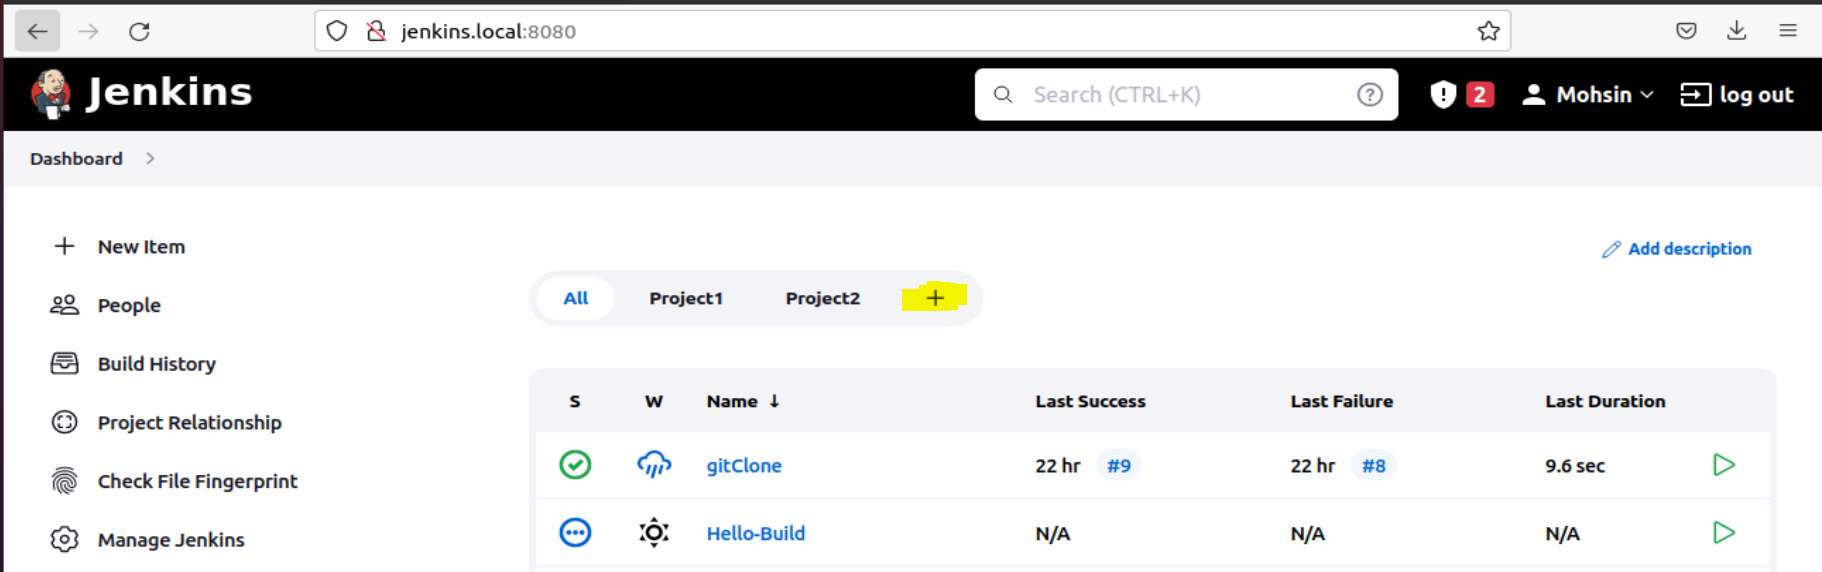 jenkins.local:8080
Jenkins
Search (CTRL+K)
2
Mohsin
log out
Dashboard
New Item
People
Build History
Project Relationship
Check File Fingerprint
Manage Jenkins
Add description
All Project1 Project2 +
S W Name ↓ Last Success Last Failure Last Duration
gitClone 22 hr #9 22 hr #8 9.6 sec
Hello-Build N/A N/A N/A